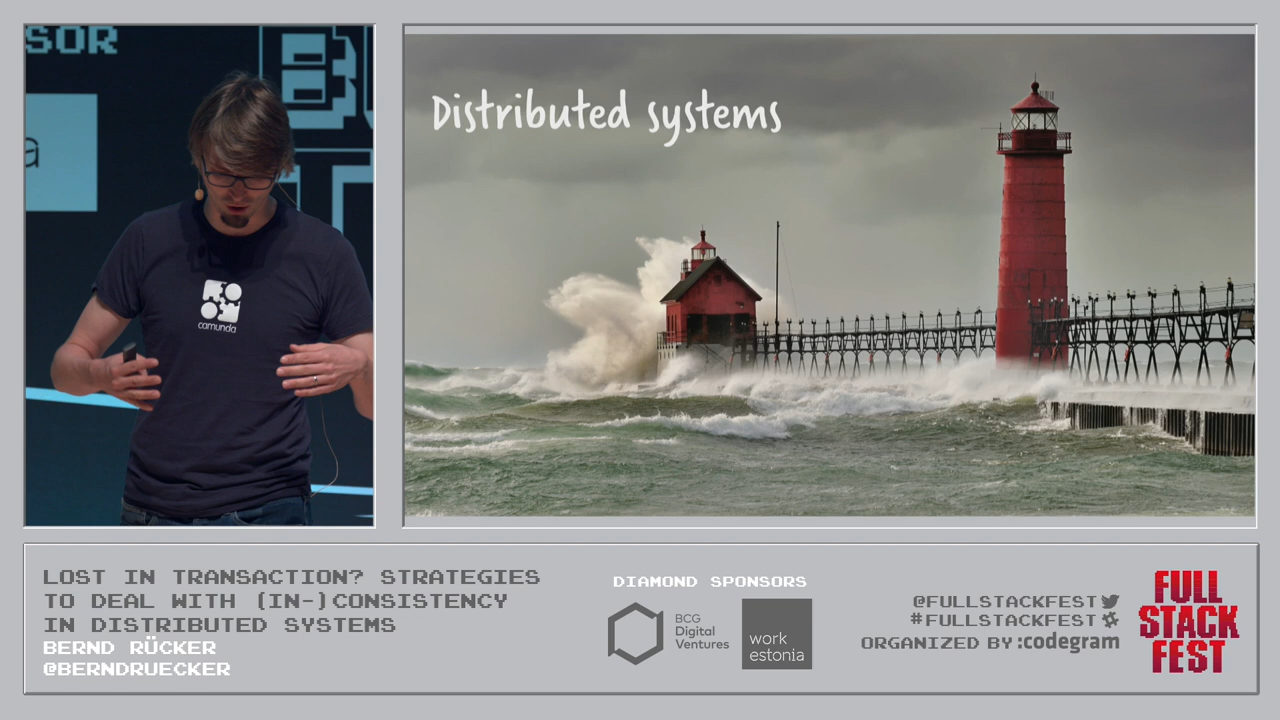 SOR
a
camunda
Distributed systems
LOST IN TRANSACTION? STRATEGIES
TO DEAL WITH (IN-)CONSISTENCY
IN DISTRIBUTED SYSTEMS
BERND RÜCKER
@BERNDRUECKER
DIAMOND SPONSORS
BCG
Digital
Ventures
work
estonia
@FULLSTACKFEST
#FULLSTACKFEST
ORGANIZED BY :codegram
FULL
STACK
FEST